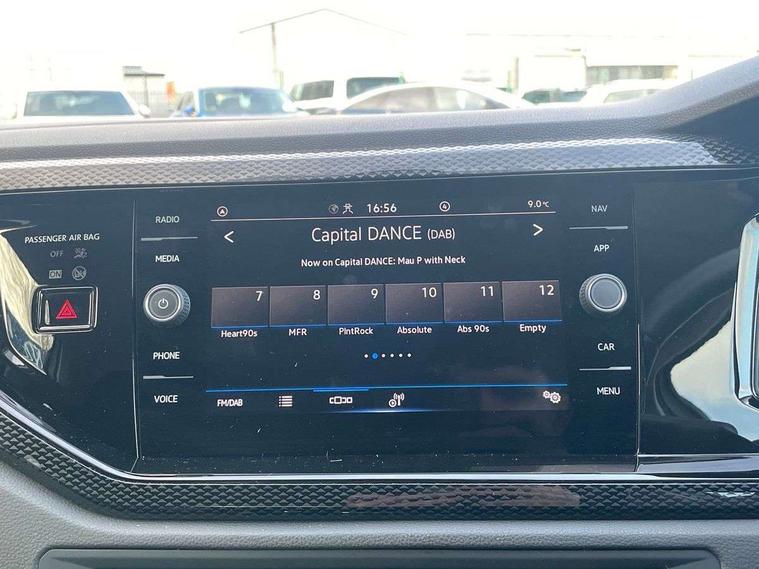 16:56
9.0°C
RADIO
NAV
Capital DANCE (DAB)
PASSENGER AIR BAG
OFF
ON
MEDIA
APP
Now on Capital DANCE: Mau P with Neck
7 8 9 10 11 12
Heart90s MFR PlntRock Absolute Abs 90s Empty
PHONE
CAR
VOICE
MENU
FM/DAB